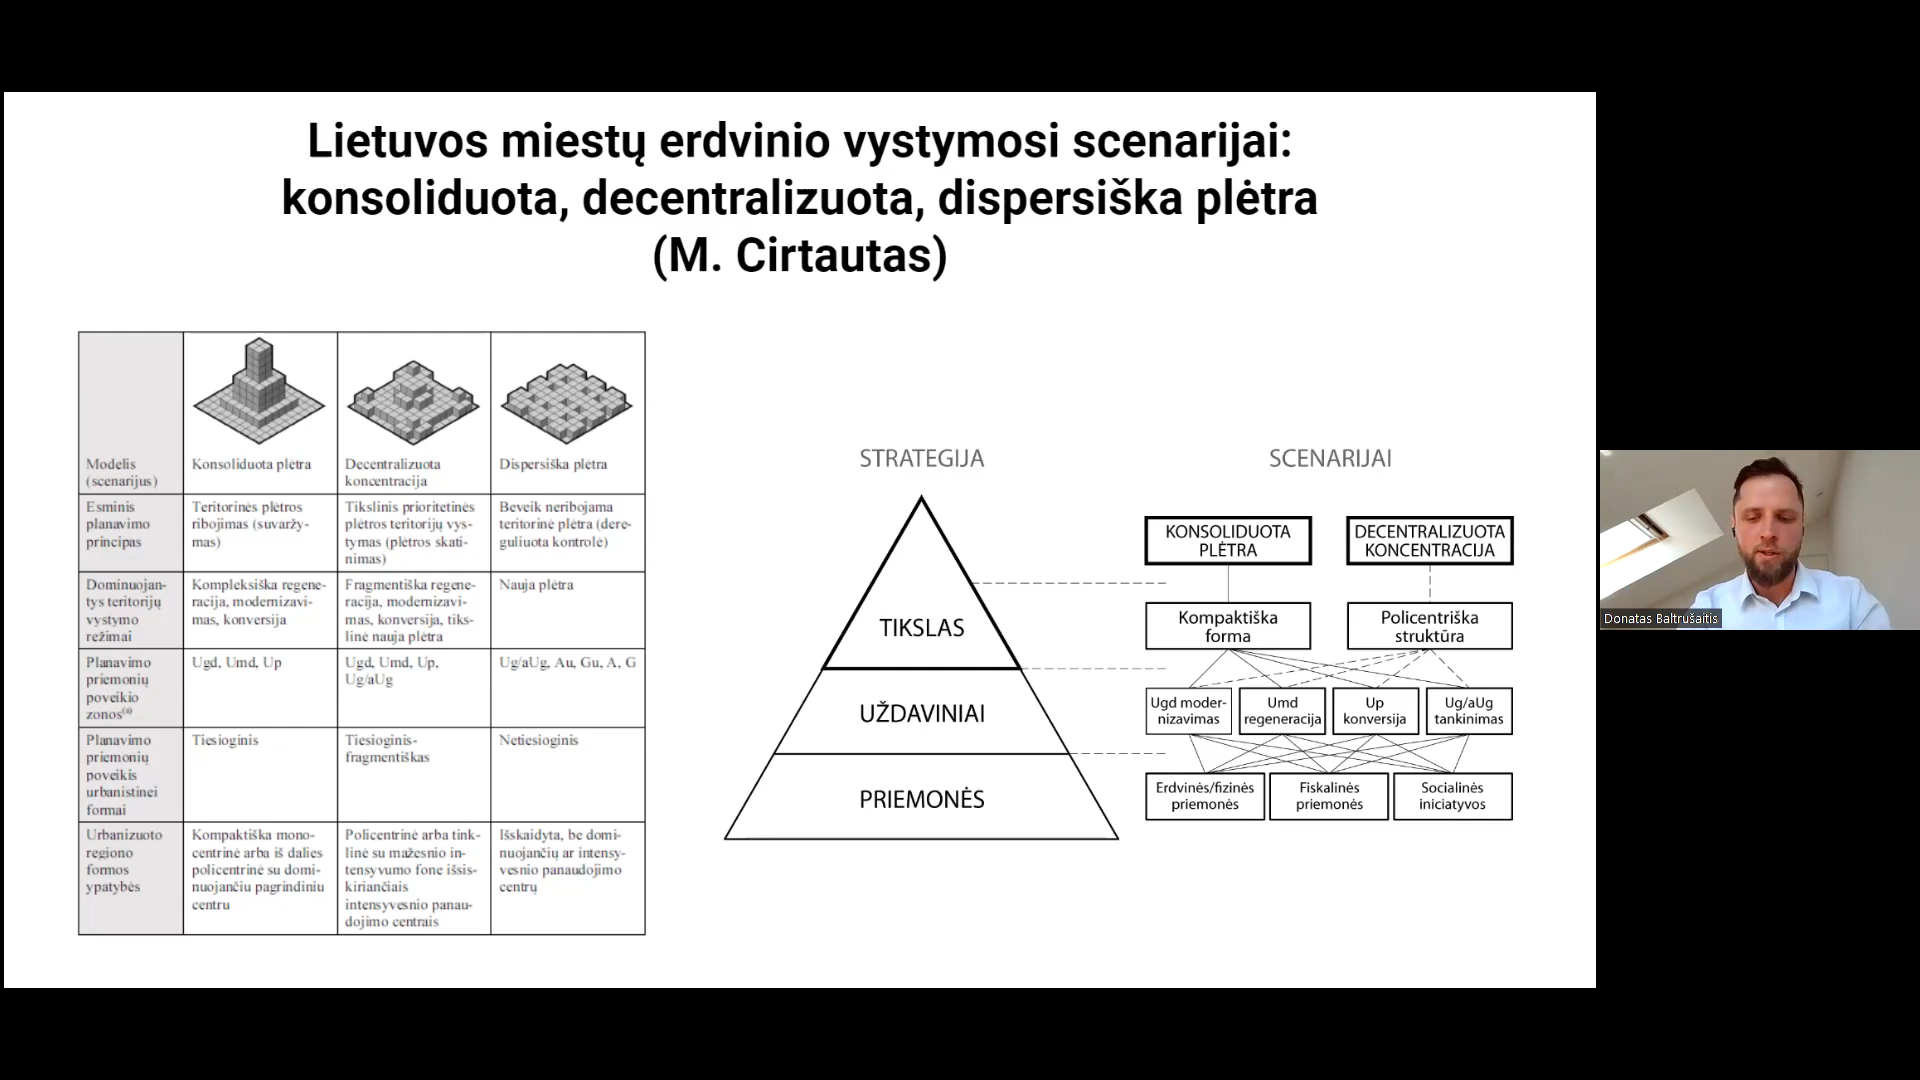 Lietuvos miestų erdvinio vystymosi scenarijai:
konsoliduota, decentralizuota, dispersiška plėtra
(M. Cirtautas)
Modelis
(scenarijus)
Konsoliduota plėtra
Decentralizuota
koncentracija
Dispersiška plėtra
Esminis
planavimo
principas
Teritorinės plėtros
ribojimas (suvaržy-
mas)
Tikslinis prioritetinės
plėtros teritorijų vys-
tymas (plėtros skati-
nimas)
Beveik neribojama
teritorinė plėtra (dere-
guliuota kontrolė)
Dominuojan-
tys teritorijų
vystymo
režimai
Kompleksiška regene-
racija, modernizavi-
mas, konversija
Fragmentiška regene-
racija, modernizavi-
mas, konversija, tiks-
linė nauja plėtra
Nauja plėtra
Planavimo
priemonių
poveikio
zonos⁽ᵃ⁾
Ugd, Umd, Up
Ugd, Umd, Up,
Ug/aUg
Ug/aUg, Au, Gu, A, G
Planavimo
priemonių
poveikis
urbanistinei
formai
Tiesioginis
Tiesioginis-
fragmentiškas
Netiesioginis
Urbanizuoto
regiono
formos
ypatybės
Kompaktiška mono-
centrinė arba iš dalies
policentrinė su domi-
nuojančiu pagrindiniu
centru
Policentrinė arba tink-
linė su mažesnio in-
tensyvumo fone išsis-
kiriančiais
intensyvesnio panau-
dojimo centrais
Išskaidyta, be domi-
nuojančių ar intensy-
vesnio panaudojimo
centrų
STRATEGIJA
TIKSLAS
UŽDAVINIAI
PRIEMONĖS
SCENARIJAI
KONSOLIDUOTA
PLĖTRA
DECENTRALIZUOTA
KONCENTRACIJA
Kompaktiška
forma
Policentriška
struktūra
Ugd moder-
nizavimas
Umd
regeneracija
Up
konversija
Ug/aUg
tankinimas
Erdvinės/fizinės
priemonės
Fiskalinės
priemonės
Socialinės
iniciatyvos
Donatas Baltrušaitis